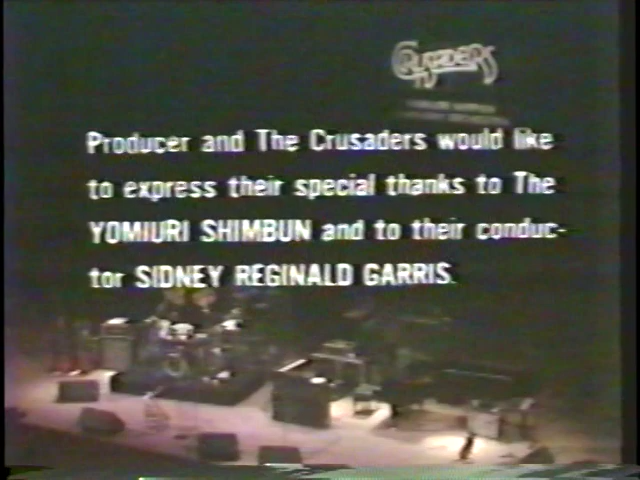 CRUSADERS
Producer and The Crusaders would like
to express their special thanks to The
YOMIURI SHIMBUN and to their conduc-
tor SIDNEY REGINALD GARRIS.